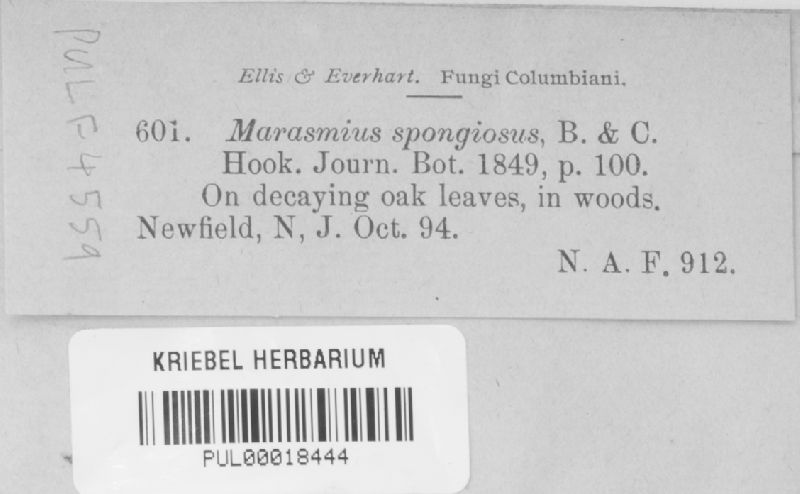 Ellis & Everhart. Fungi Columbiani.
601. Marasmius spongiosus, B. & C.
Hook. Journ. Bot. 1849, p. 100.
On decaying oak leaves, in woods.
Newfield, N, J. Oct. 94.
N. A. F. 912.
PUL F 4559
KRIEBEL HERBARIUM
PUL00018444